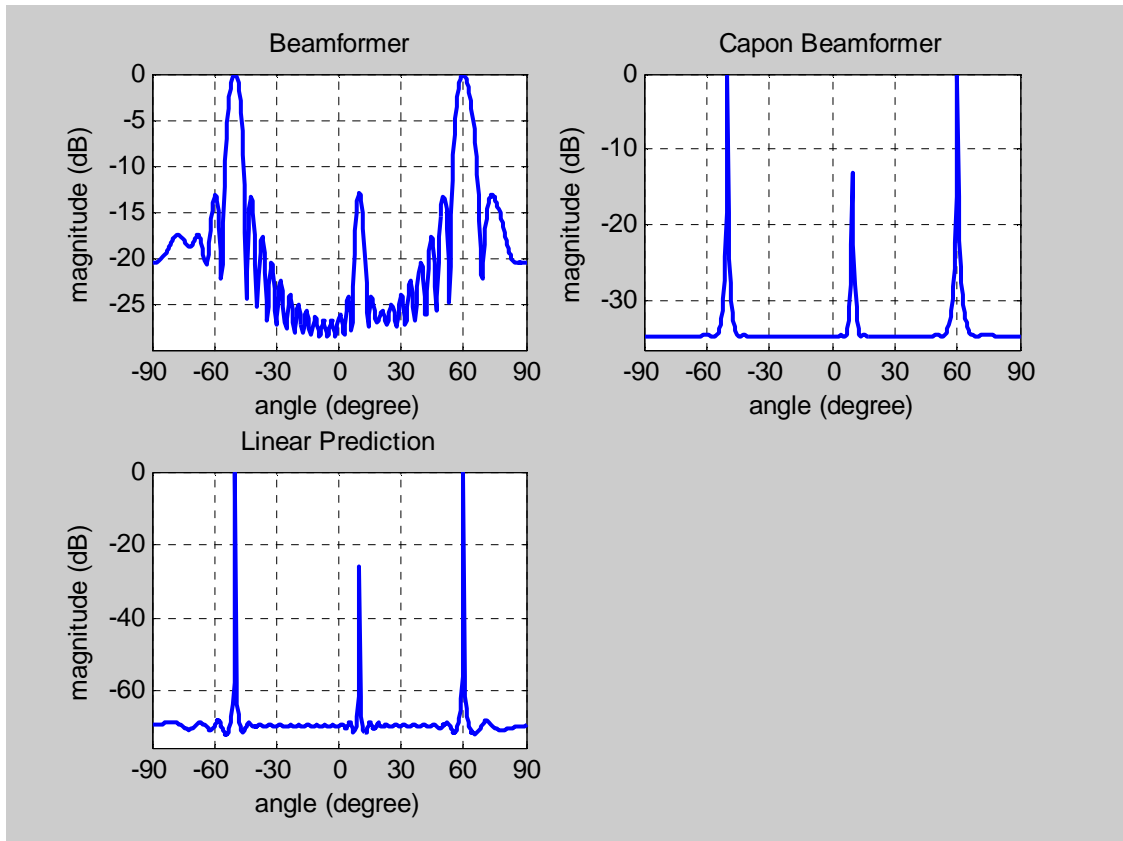 Beamformer
0
-5
-10
-15
-20
-25
magnitude (dB)
-90 -60 -30 0 30 60 90
angle (degree)
Capon Beamformer
0
-10
-20
-30
magnitude (dB)
-90 -60 -30 0 30 60 90
angle (degree)
Linear Prediction
0
-20
-40
-60
magnitude (dB)
-90 -60 -30 0 30 60 90
angle (degree)